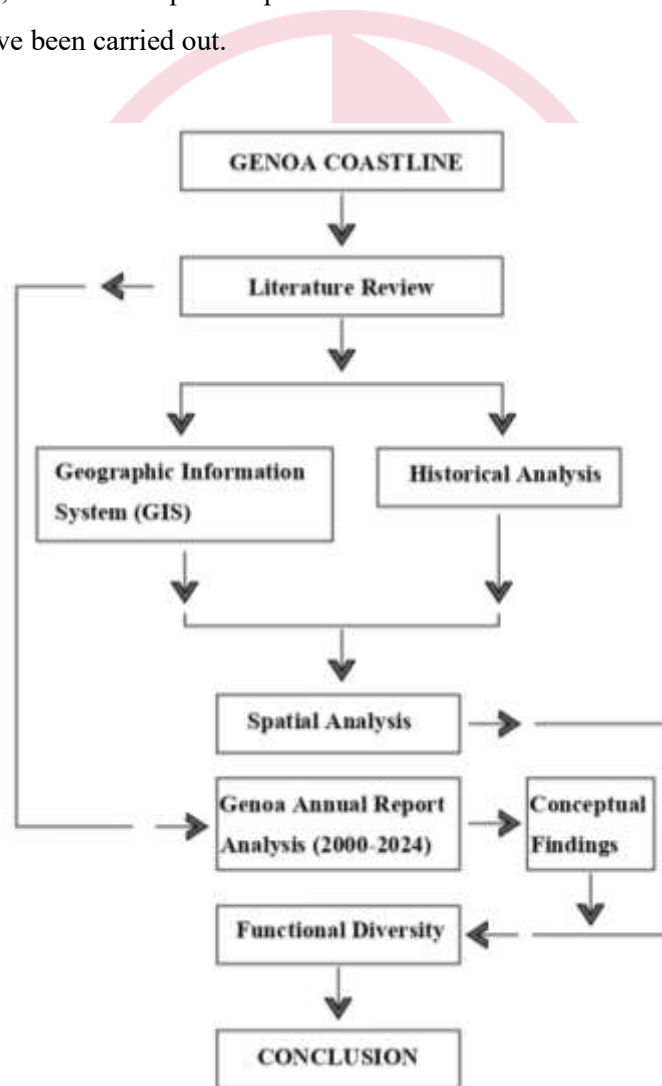 ve been carried out.
GENOA COASTLINE
Literature Review
Geographic Information
System (GIS)
Historical Analysis
Spatial Analysis
Genoa Annual Report
Analysis (2000-2024)
Conceptual
Findings
Functional Diversity
CONCLUSION